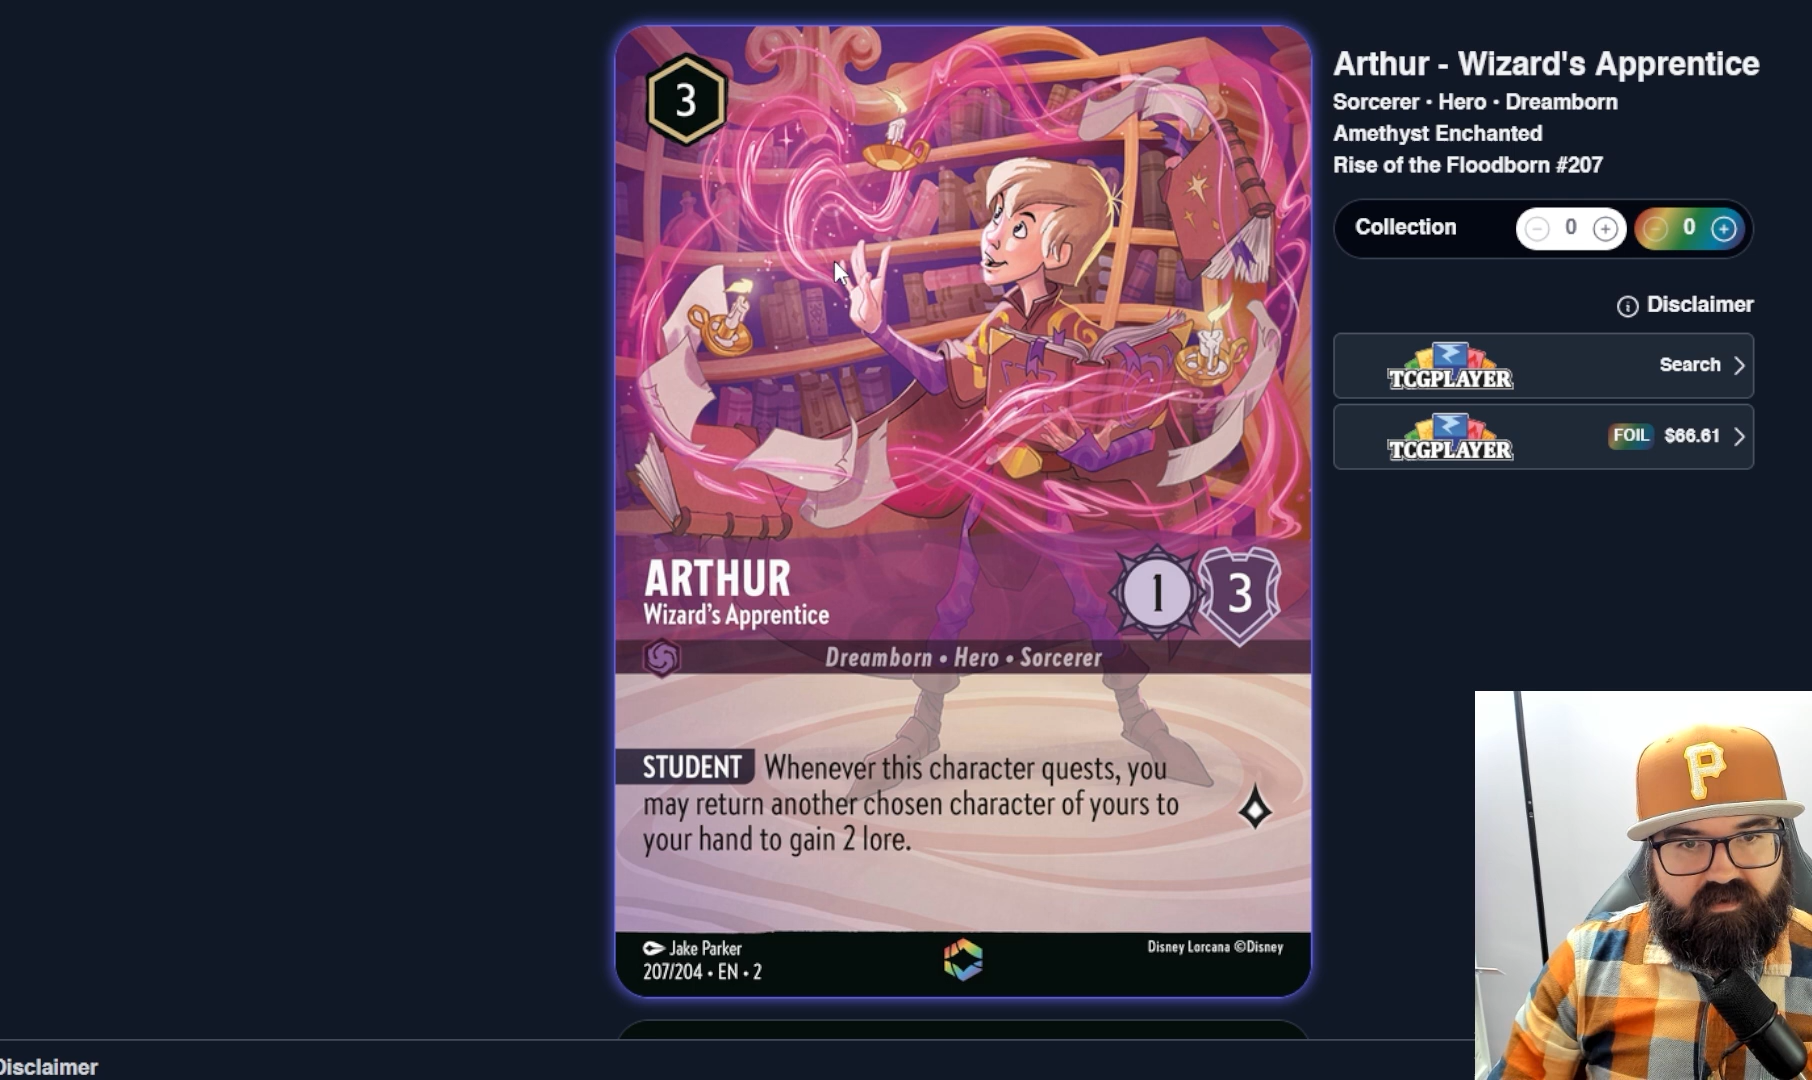 3
ARTHUR
Wizard's Apprentice
1
3
Dreamborn • Hero • Sorcerer
STUDENT Whenever this character quests, you
may return another chosen character of yours to
your hand to gain 2 lore.
Jake Parker
207/204 • EN • 2
Disney Lorcana ©Disney
Arthur - Wizard's Apprentice
Sorcerer · Hero · Dreamborn
Amethyst Enchanted
Rise of the Floodborn #207
Collection
0
0
Disclaimer
TCGPLAYER Search
TCGPLAYER FOIL $66.61
P
Disclaimer